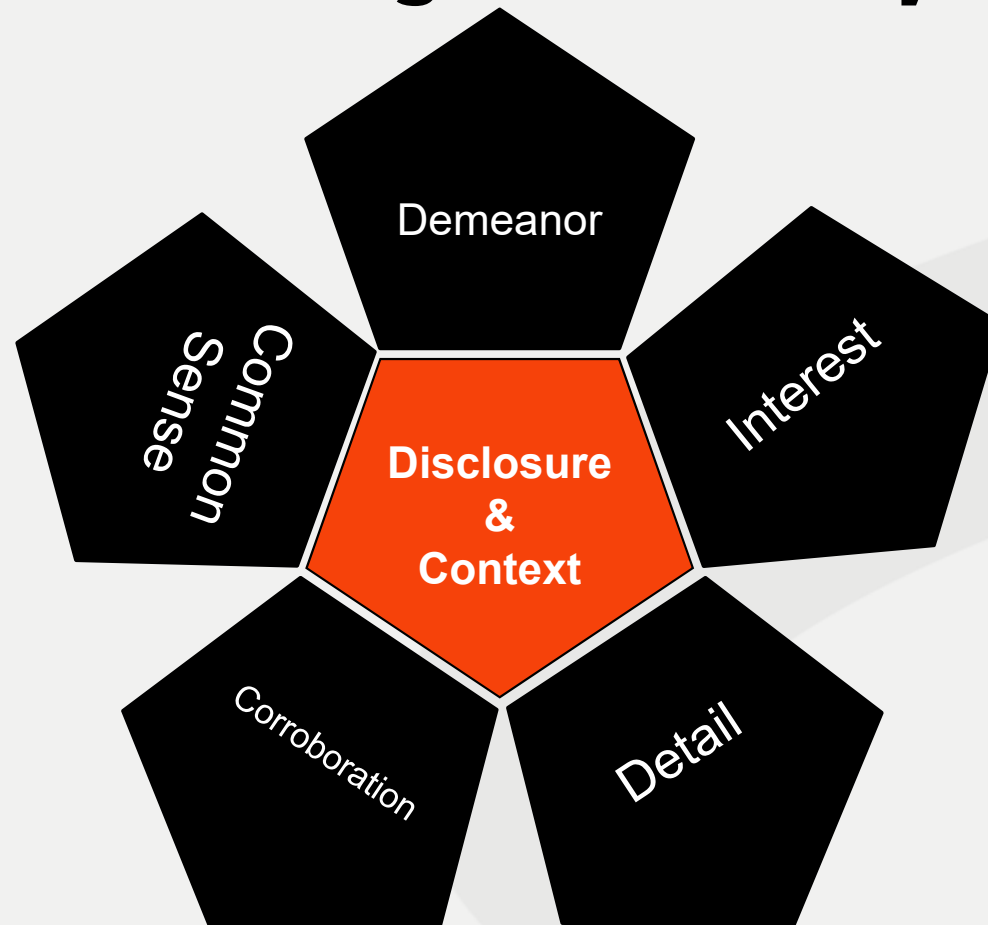 Demeanor
Interest
Detail
Corroboration
Common
Sense
Disclosure
&
Context